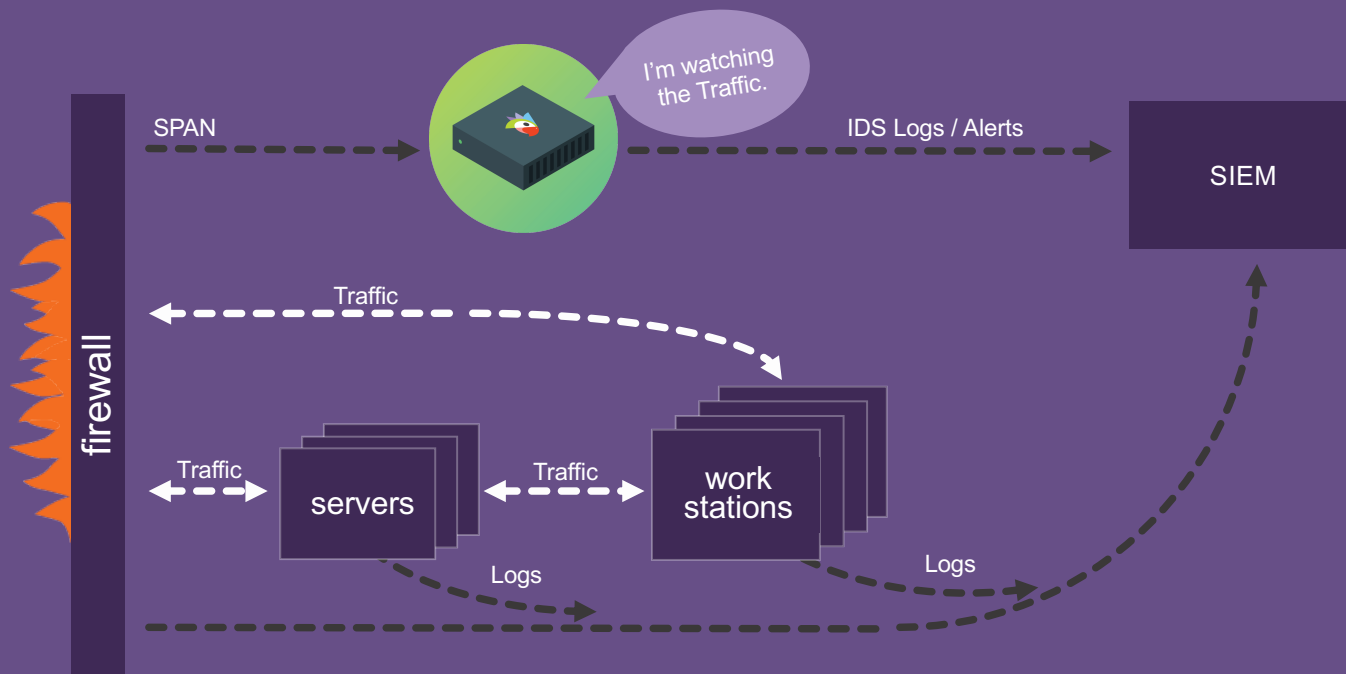 I'm watching
the Traffic.
SPAN
IDS Logs / Alerts
SIEM
Traffic
firewall
Traffic
servers
Traffic
work
stations
Logs
Logs